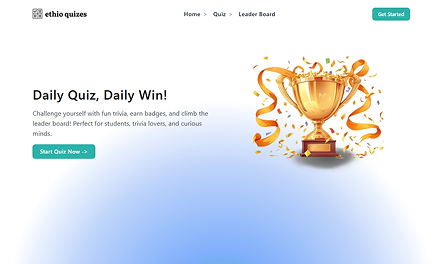 ethio quizes
Home > Quiz > Leader Board
Get Started
Daily Quiz, Daily Win!
Challenge yourself with fun trivia, earn badges, and climb the
leader board! Perfect for students, trivia lovers, and curious
minds.
Start Quiz Now ->